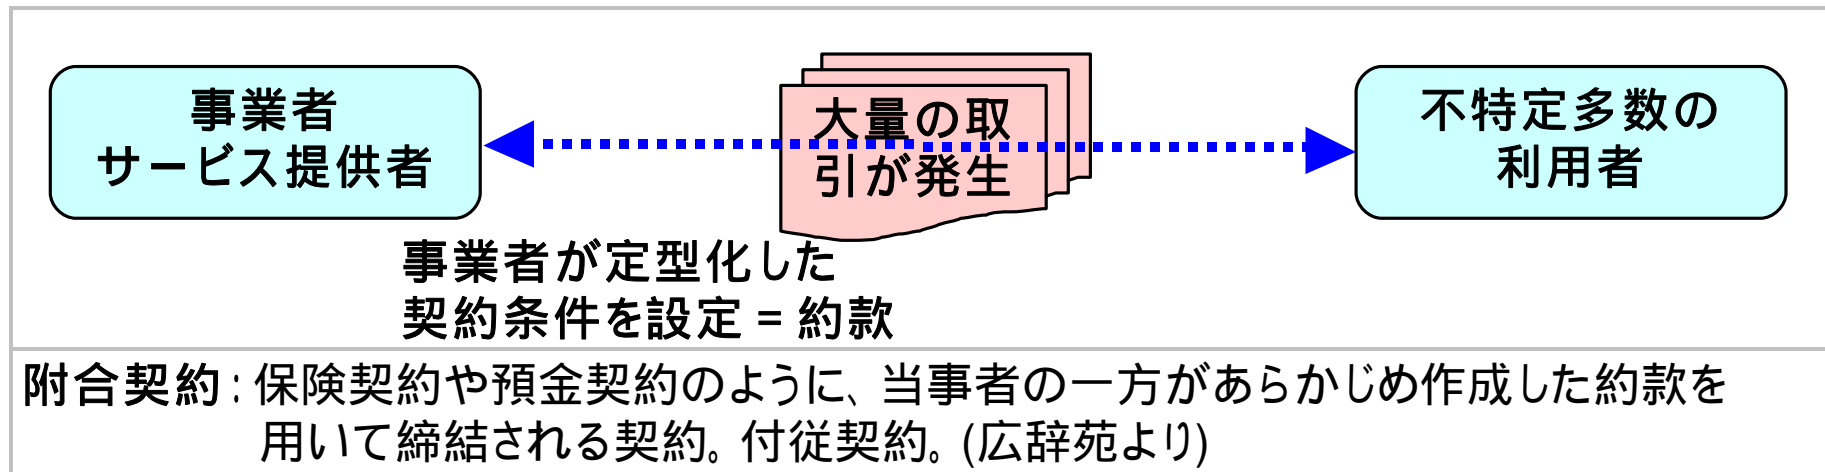 事業者
サービス提供者
大量の取
引が発生
不特定多数の
利用者
事業者が定型化した
契約条件を設定 = 約款
附合契約:保険契約や預金契約のように、当事者の一方があらかじめ作成した約款を
用いて締結される契約。付従契約。(広辞苑より)